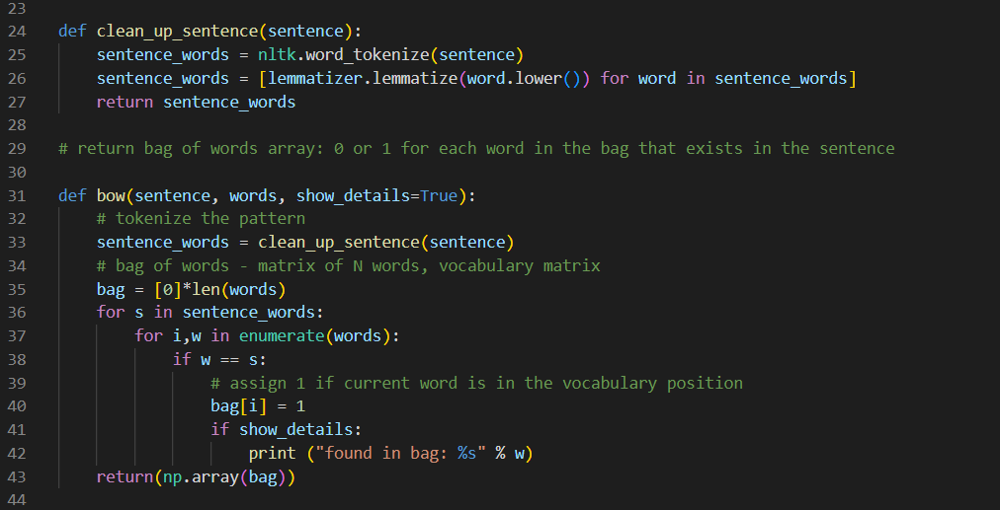 23
24 def clean_up_sentence(sentence):
25     sentence_words = nltk.word_tokenize(sentence)
26     sentence_words = [lemmatizer.lemmatize(word.lower()) for word in sentence_words]
27     return sentence_words
28
29 # return bag of words array: 0 or 1 for each word in the bag that exists in the sentence
30
31 def bow(sentence, words, show_details=True):
32     # tokenize the pattern
33     sentence_words = clean_up_sentence(sentence)
34     # bag of words - matrix of N words, vocabulary matrix
35     bag = [0]*len(words)
36     for s in sentence_words:
37         for i,w in enumerate(words):
38             if w == s:
39                 # assign 1 if current word is in the vocabulary position
40                 bag[i] = 1
41                 if show_details:
42                     print ("found in bag: %s" % w)
43     return(np.array(bag))
44